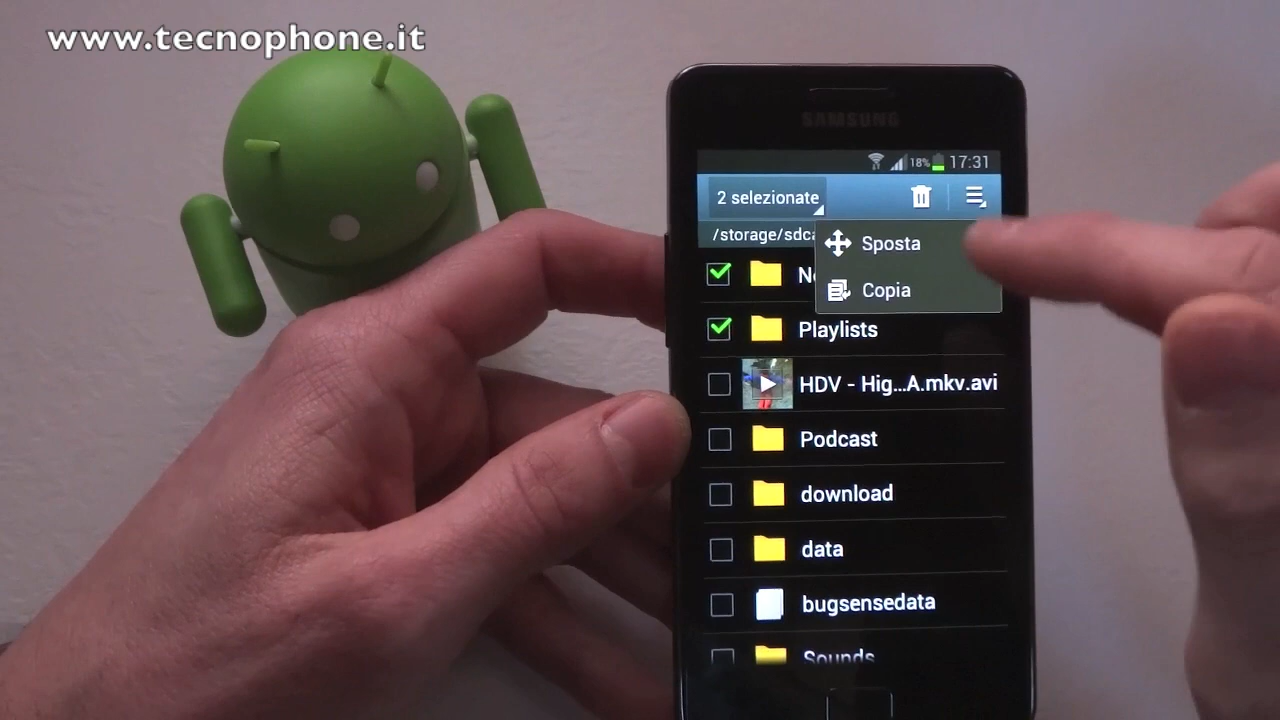 www.tecnophone.it
SAMSUNG
18% 17:31
2 selezionate
/storage/sdca
Sposta
Copia
Playlists
HDV - Hig...A.mkv.avi
Podcast
download
data
bugsensedata
Sounds